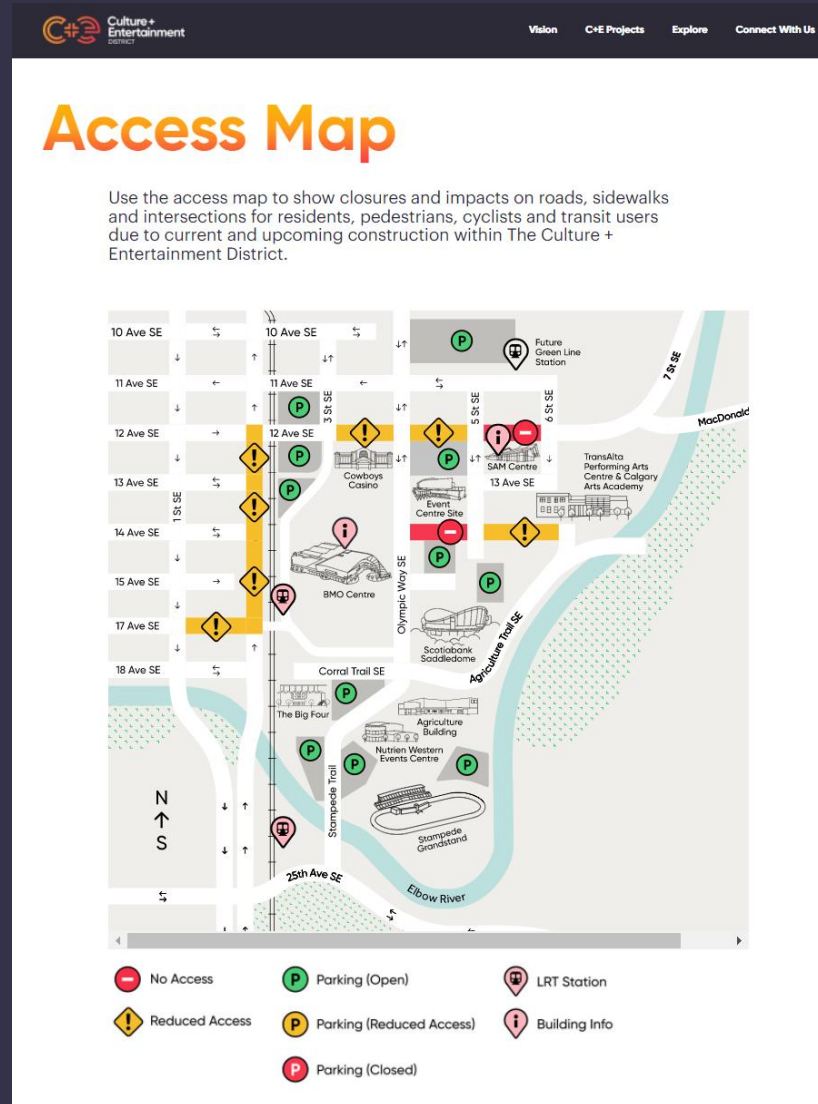 C+E Culture +
Entertainment
DISTRICT
Vision C+E Projects Explore Connect With Us
Access Map
Use the access map to show closures and impacts on roads, sidewalks
and intersections for residents, pedestrians, cyclists and transit users
due to current and upcoming construction within The Culture +
Entertainment District.
10 Ave SE
10 Ave SE
P
Future
Green Line
Station
7 St SE
11 Ave SE
11 Ave SE
P
3 St SE
5 St SE
6 St SE
MacDonald
12 Ave SE
12 Ave SE
!
!
i
P
Cowboys
Casino
P
SAM Centre
TransAlta
Performing Arts
Centre & Calgary
Arts Academy
!
13 Ave SE
P
Event
Centre Site
13 Ave SE
1 St SE
!
14 Ave SE
i
!
P
BMO Centre
Olympic Way SE
15 Ave SE
!
P
17 Ave SE
!
Scotiabank
Saddledome
Agriculture Trail SE
18 Ave SE
Corral Trail SE
P
The Big Four
Agriculture
Building
Nutrien Western
Events Centre
P
P
P
Stampede Trail
N
S
Stampede
Grandstand
25th Ave SE
Elbow River
No Access
P Parking (Open)
LRT Station
! Reduced Access
P Parking (Reduced Access)
i Building Info
P Parking (Closed)